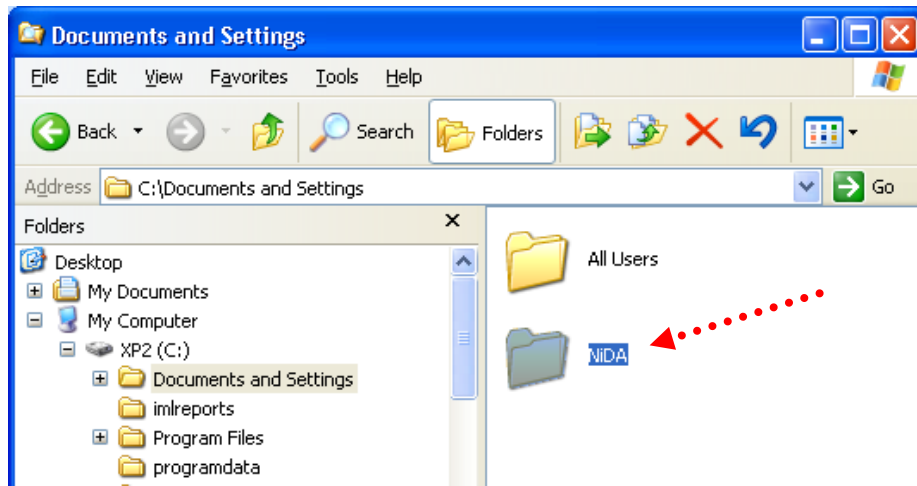 Documents and Settings
File Edit View Favorites Tools Help
Back Search Folders Go
Address C:\Documents and Settings
Folders
Desktop
My Documents
My Computer
XP2 (C:)
Documents and Settings
imlreports
Program Files
programdata
All Users
NiDA